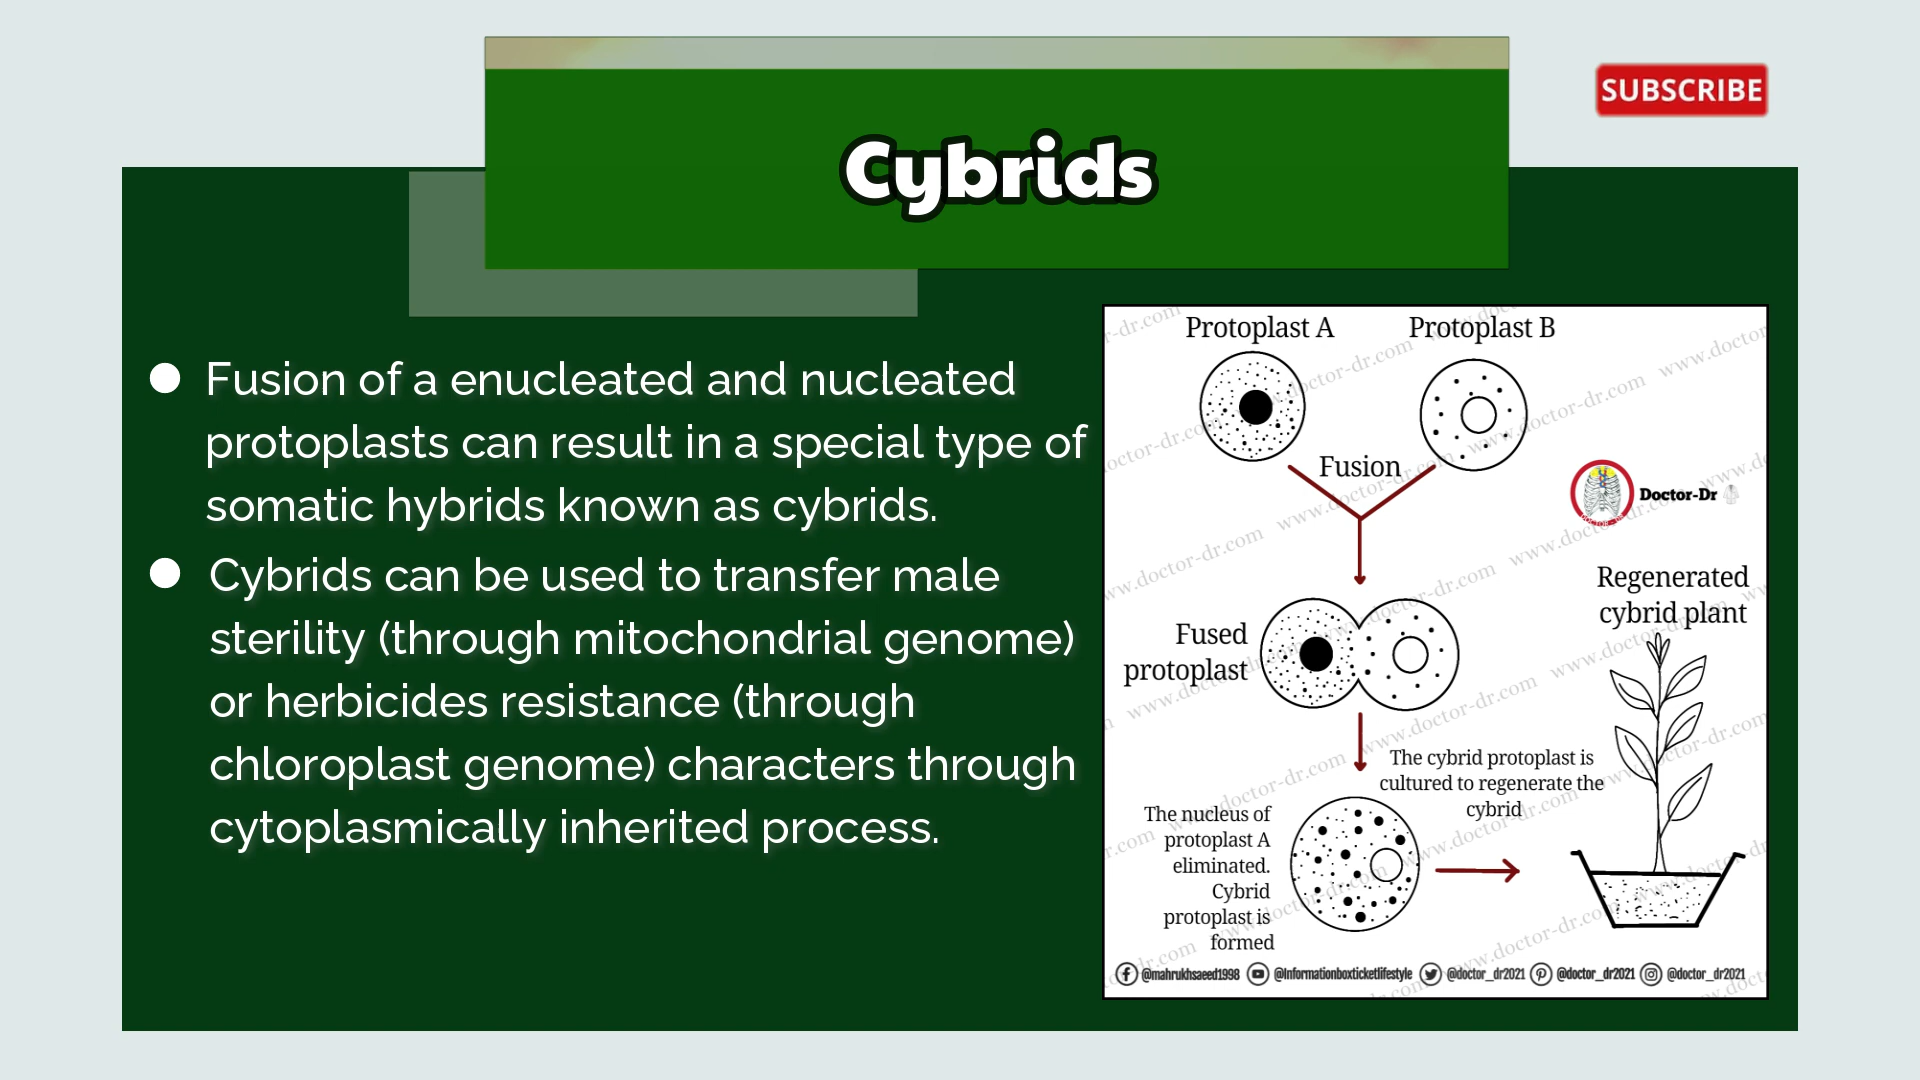 SUBSCRIBE
Cybrids
Fusion of a enucleated and nucleated
protoplasts can result in a special type of
somatic hybrids known as cybrids.
Cybrids can be used to transfer male
sterility (through mitochondrial genome)
or herbicides resistance (through
chloroplast genome) characters through
cytoplasmically inherited process.
Protoplast A
Protoplast B
Fusion
Doctor-Dr
Fused
protoplast
Regenerated
cybrid plant
The nucleus of
protoplast A
eliminated.
Cybrid
protoplast is
formed
The cybrid protoplast is
cultured to regenerate the
cybrid
@mahrukhsaeed1998 @Informationboxticketlifestyle @doctor_dr2021 @doctor_dr2021 @doctor_dr2021
www.doctor-dr.com